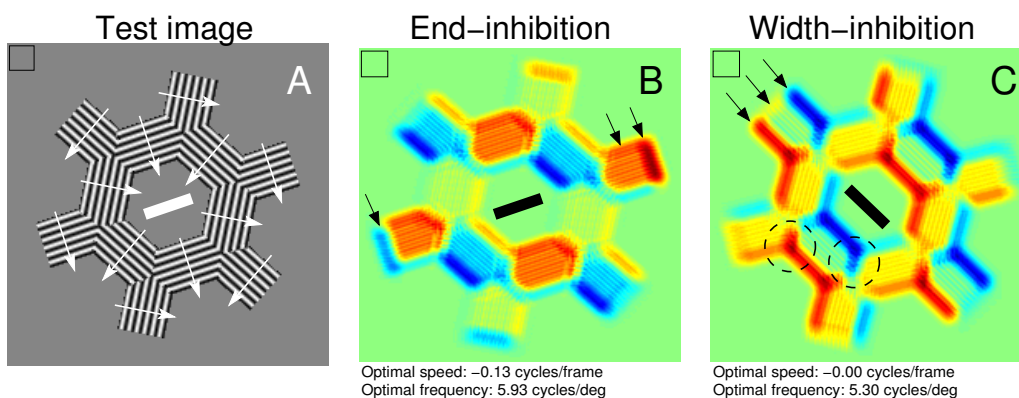 Test image
End−inhibition
Width−inhibition
A
B
C
Optimal speed: −0.13 cycles/frame
Optimal frequency: 5.93 cycles/deg
Optimal speed: −0.00 cycles/frame
Optimal frequency: 5.30 cycles/deg